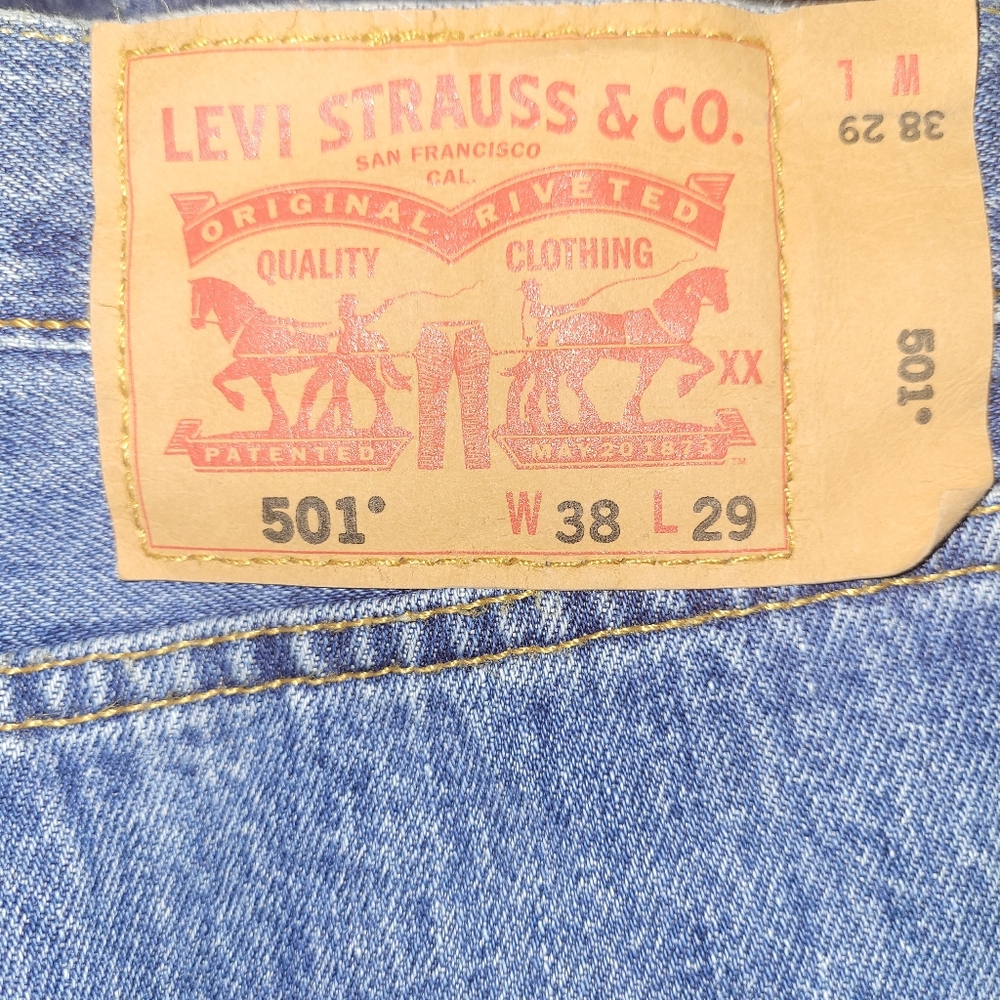 LEVI STRAUSS & CO.
SAN FRANCISCO
CAL.
ORIGINAL RIVETED
QUALITY CLOTHING
XX
PATENTED MAY 20 1873 ™
501® W 38 L 29
W L
38 29
501®